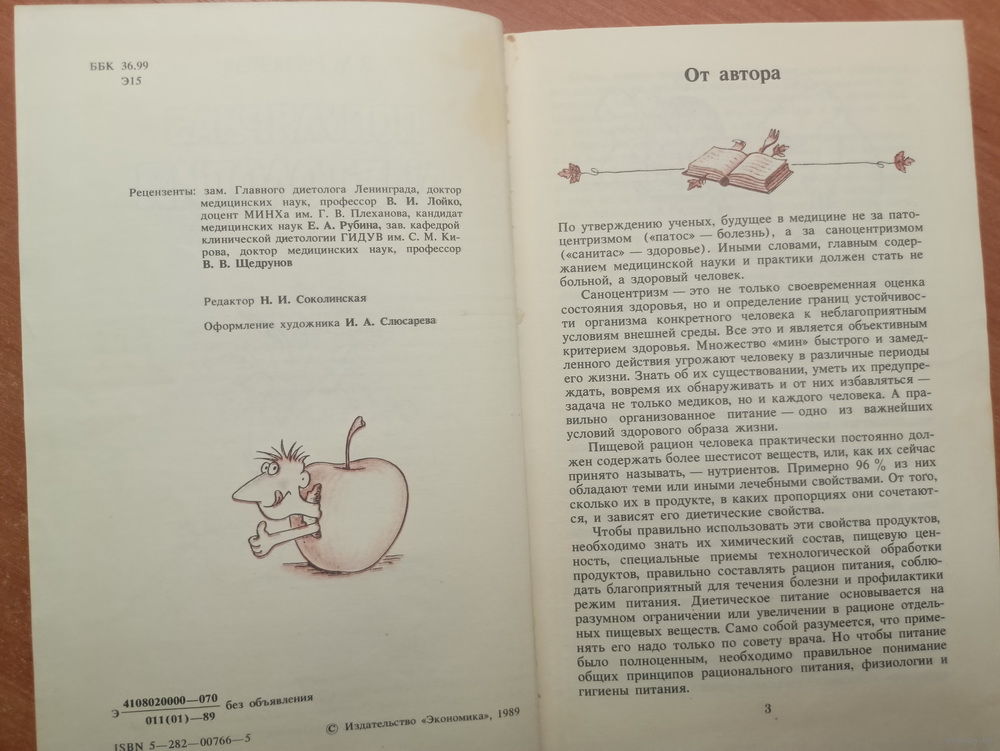 ББК 36.99
Э15
Рецензенты: зам. Главного диетолога Ленинграда, доктор
медицинских наук, профессор В. И. Лойко,
доцент МИНХа им. Г. В. Плеханова, кандидат
медицинских наук Е. А. Рубина, зав. кафедрой
клинической диетологии ГИДУВ им. С. М. Ки-
рова, доктор медицинских наук, профессор
В. В. Щедрунов
Редактор Н. И. Соколинская
Оформление художника И. А. Слюсарева
Э 4108020000—070 без объявления
011(01)—89
© Издательство «Экономика», 1989
ISBN 5—282—00766—5
От автора
По утверждению ученых, будущее в медицине не за пато-
центризмом («патос» — болезнь), а за саноцентризмом
(«санитас» — здоровье). Иными словами, главным содер-
жанием медицинской науки и практики должен стать не
больной, а здоровый человек.
Саноцентризм — это не только своевременная оценка
состояния здоровья, но и определение границ устойчивос-
ти организма конкретного человека к неблагоприятным
условиям внешней среды. Все это и является объективным
критерием здоровья. Множество «мин» быстрого и замед-
ленного действия угрожают человеку в различные периоды
его жизни. Знать об их существовании, уметь их предупре-
ждать, вовремя их обнаруживать и от них избавляться —
задача не только медиков, но и каждого человека. А пра-
вильно организованное питание — одно из важнейших
условий здорового образа жизни.
Пищевой рацион человека практически постоянно дол-
жен содержать более шестисот веществ, или, как их сейчас
принято называть, — нутриентов. Примерно 96 % из них
обладают теми или иными лечебными свойствами. От того,
сколько их в продукте, в каких пропорциях они сочетают-
ся, и зависят его диетические свойства.
Чтобы правильно использовать эти свойства продуктов,
необходимо знать их химический состав, пищевую цен-
ность, специальные приемы технологической обработки
продуктов, правильно составлять рацион питания, соблю-
дать благоприятный для течения болезни и профилактики
режим питания. Диетическое питание основывается на
разумном ограничении или увеличении в рационе отдель-
ных пищевых веществ. Само собой разумеется, что приме-
нять его надо только по совету врача. Но чтобы питание
было полноценным, необходимо правильное понимание
общих принципов рационального питания, физиологии и
гигиены питания.
3